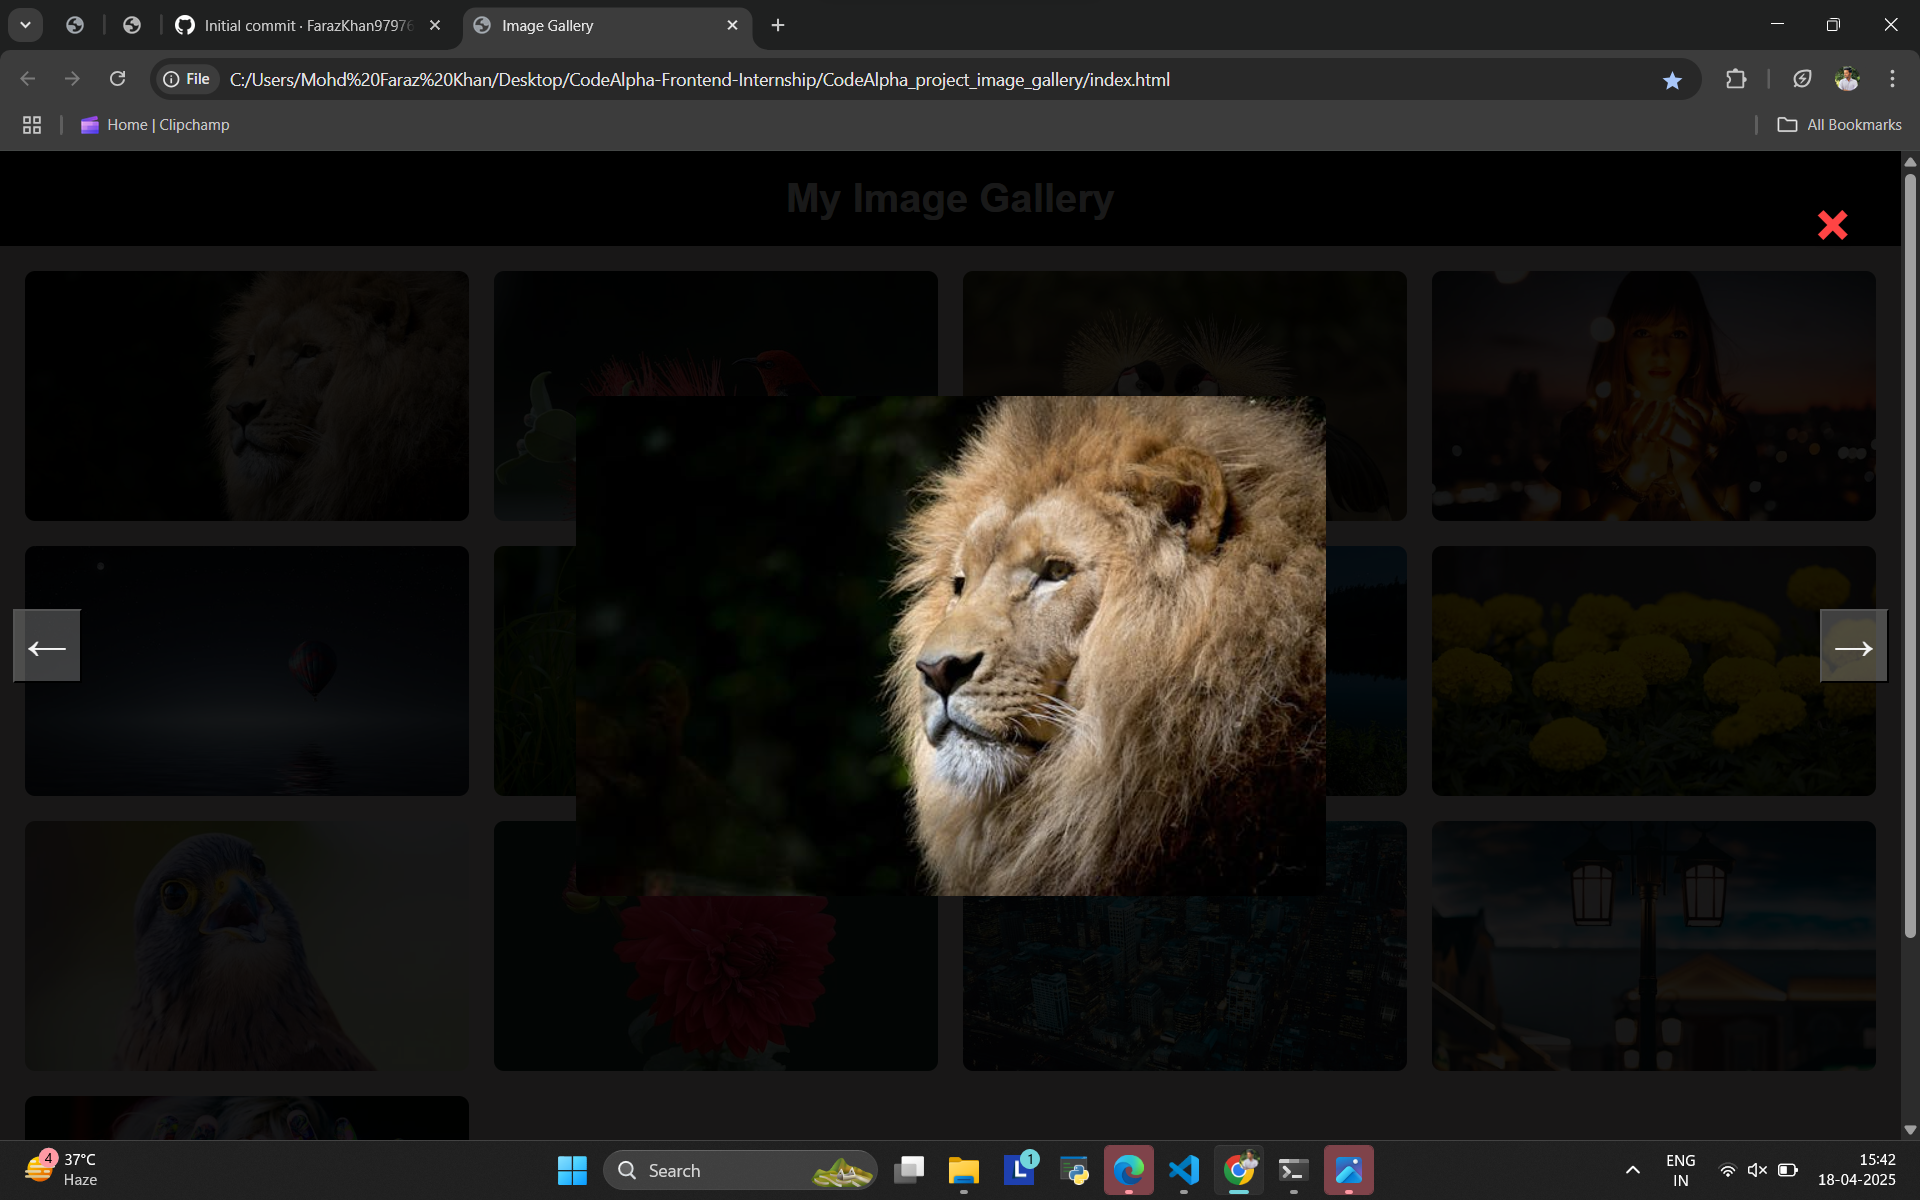 Initial commit · FarazKhan97976
Image Gallery
File
C:/Users/Mohd%20Faraz%20Khan/Desktop/CodeAlpha-Frontend-Internship/CodeAlpha_project_image_gallery/index.html
Home | Clipchamp
All Bookmarks
My Image Gallery
4
37°C
Haze
Search
L
1
ENG
IN
15:42
18-04-2025